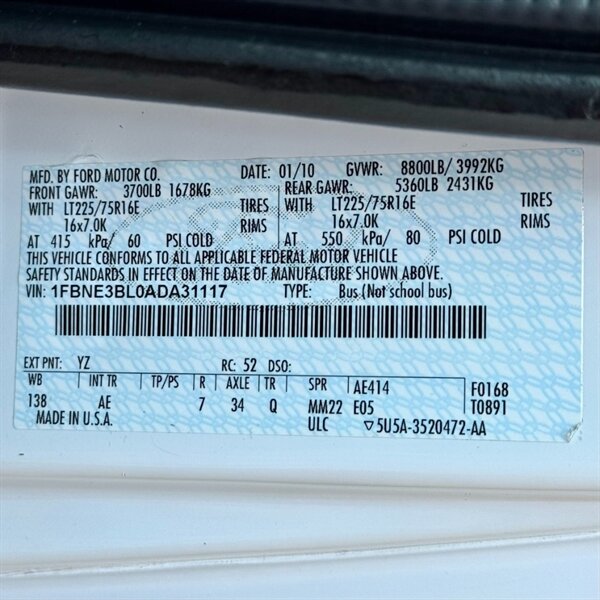 MFD. BY FORD MOTOR CO. DATE: 01/10 GVWR: 8800LB/ 3992KG
FRONT GAWR: 3700LB 1678KG REAR GAWR: 5360LB 2431KG
WITH LT225/75R16E TIRES WITH LT225/75R16E TIRES
16x7.0K RIMS 16x7.0K RIMS
AT 415 kPa/ 60 PSI COLD AT 550 kPa/ 80 PSI COLD
THIS VEHICLE CONFORMS TO ALL APPLICABLE FEDERAL MOTOR VEHICLE
SAFETY STANDARDS IN EFFECT ON THE DATE OF MANUFACTURE SHOWN ABOVE.
VIN: 1FBNE3BL0ADA31117 TYPE: Bus (Not school bus)
EXT PNT: YZ RC: 52 DSO:
WB INT TR TP/PS R AXLE TR SPR AE414 F0168
138 AE 7 34 Q MM22 E05 T0891
MADE IN U.S.A. ULC ▽5U5A-3520472-AA